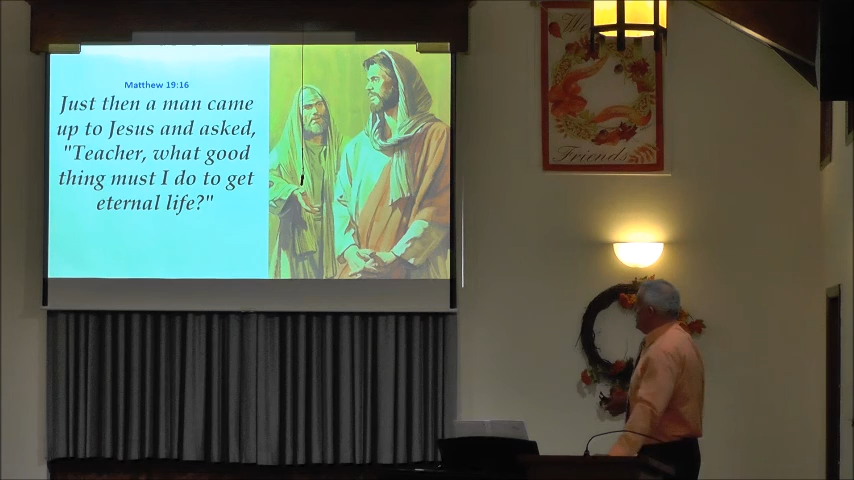 Matthew 19:16
Just then a man came
up to Jesus and asked,
"Teacher, what good
thing must I do to get
eternal life?"
Friends